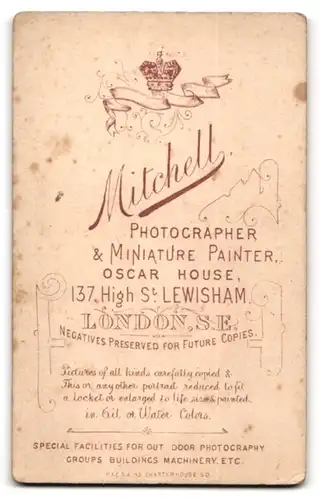 Mitchell.
PHOTOGRAPHER
& MINIATURE PAINTER,
OSCAR HOUSE,
137, High St. LEWISHAM.
LONDON, S.E.
NEGATIVES PRESERVED FOR FUTURE COPIES.
Pictures of all kinds carefully copied &
This or any other portrait reduced to fit
a locket or enlarged to life size & painted
in Oil or Water Colors.
SPECIAL FACILITIES FOR OUT DOOR PHOTOGRAPHY
GROUPS BUILDINGS MACHINERY, ETC.
CHARTERHOUSE SQ.